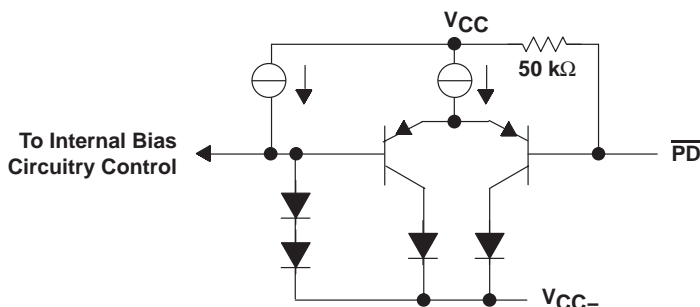 VCC
50 kΩ
To Internal Bias
Circuitry Control
PD
VCC–